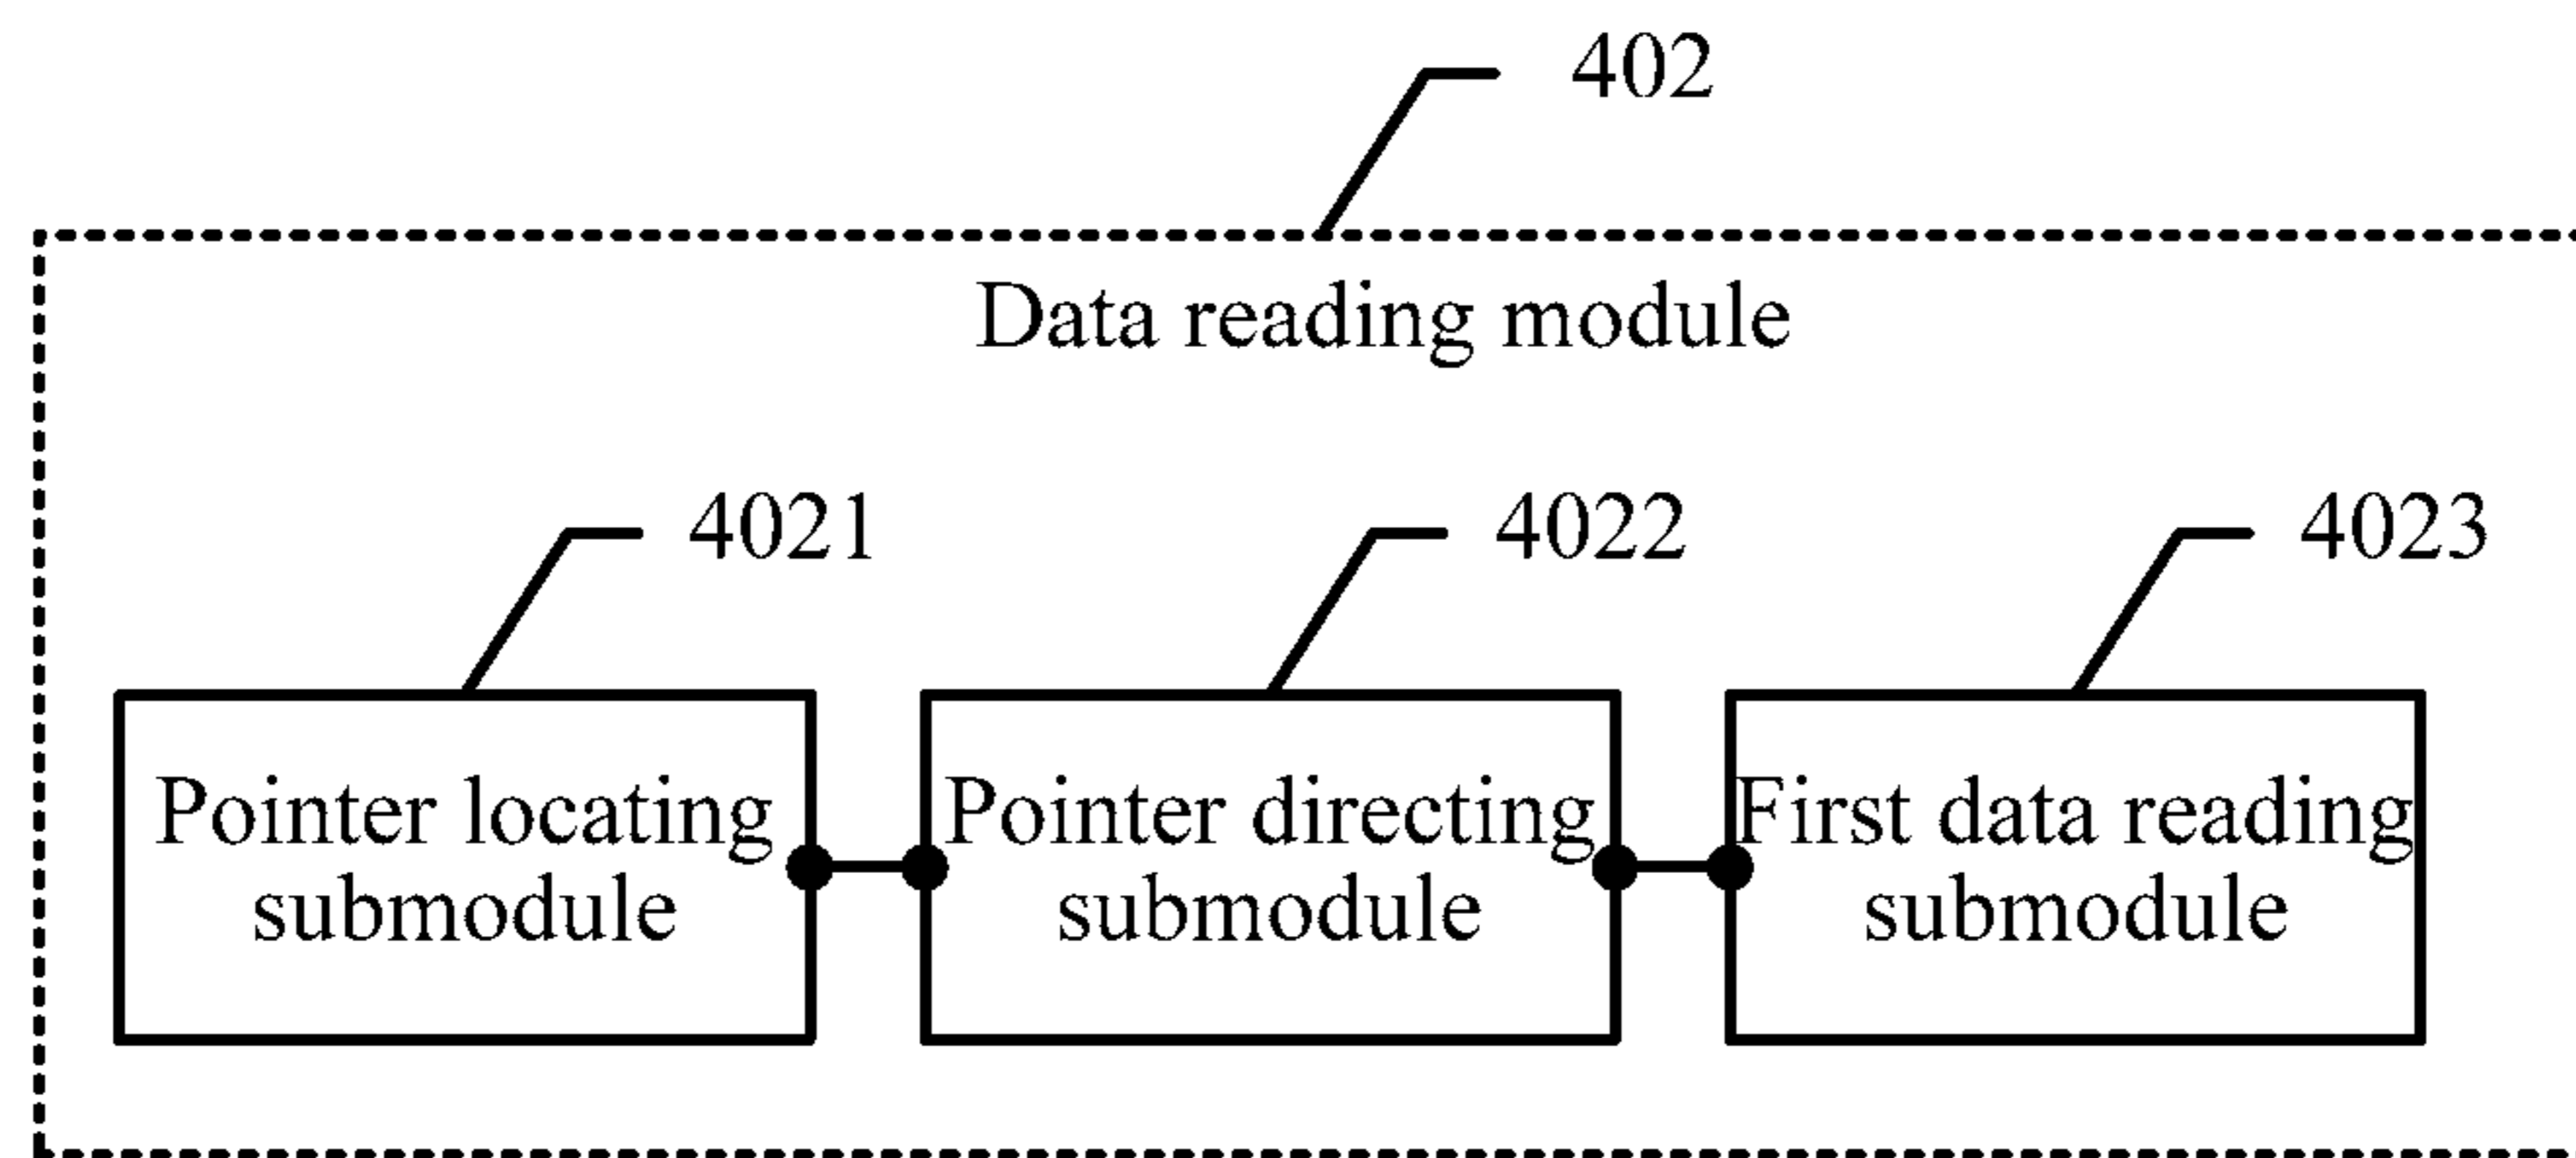 402
Data reading module
4021
4022
4023
Pointer locating
submodule
Pointer directing
submodule
First data reading
submodule